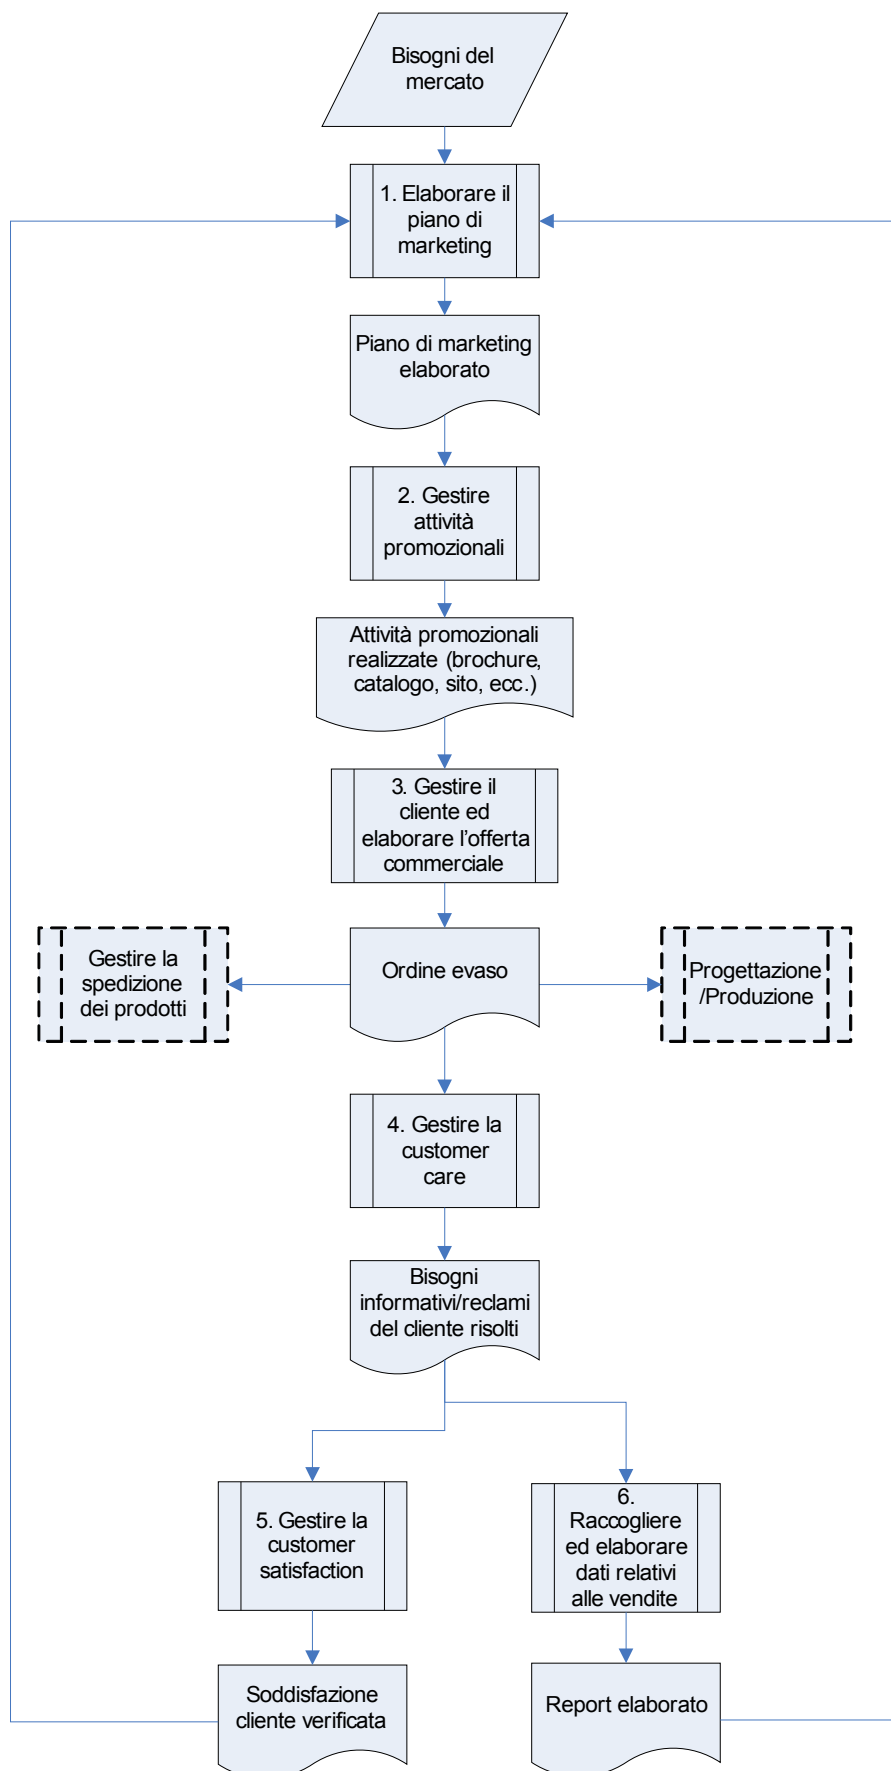 Bisogni del
mercato
1. Elaborare il
piano di
marketing
Piano di marketing
elaborato
2. Gestire
attività
promozionali
Attività promozionali
realizzate (brochure,
catalogo, sito, ecc.)
3. Gestire il
cliente ed
elaborare l'offerta
commerciale
Gestire la
spedizione
dei prodotti
Ordine evaso
Progettazione
/Produzione
4. Gestire la
customer
care
Bisogni
informativi/reclami
del cliente risolti
5. Gestire la
customer
satisfaction
6.
Raccogliere
ed elaborare
dati relativi
alle vendite
Soddisfazione
cliente verificata
Report elaborato